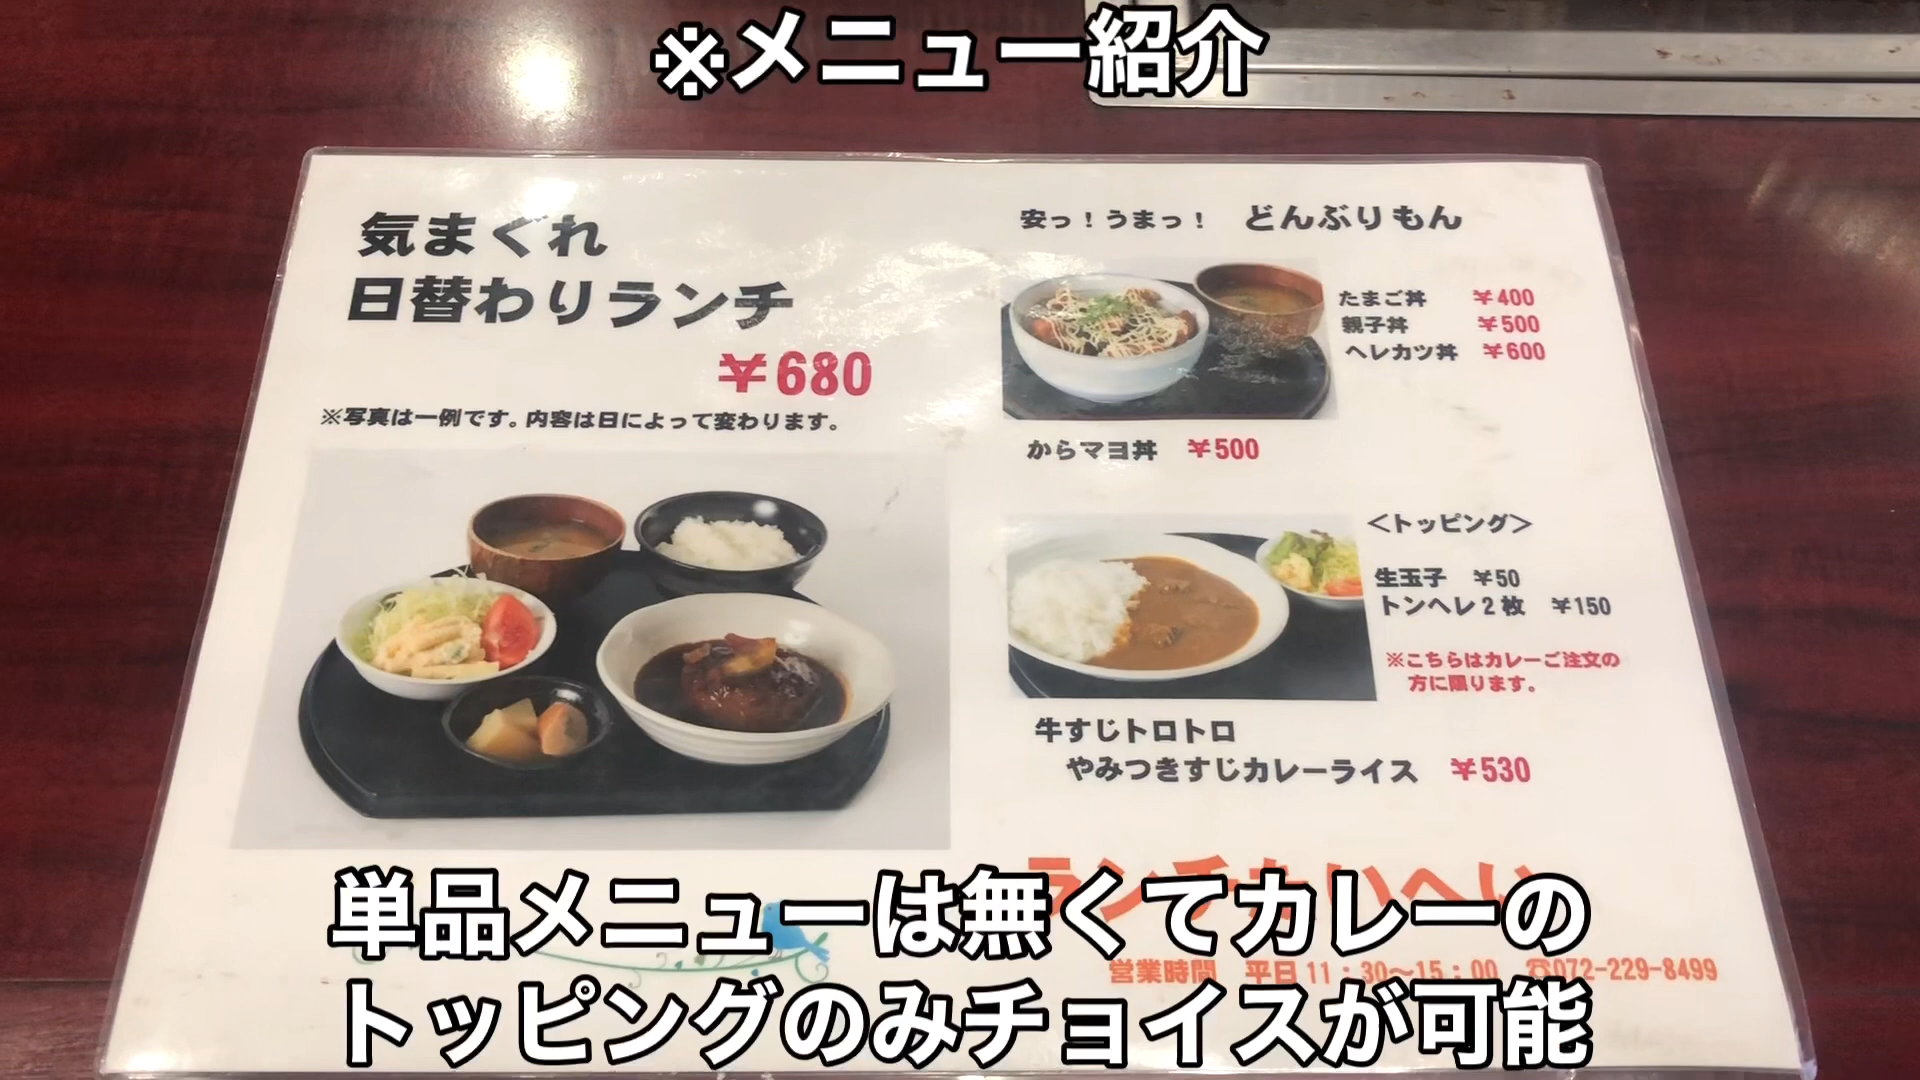 ※メニュー紹介
気まぐれ
日替わりランチ
¥680
※写真は一例です。内容は日によって変わります。
安っ！うまっ！　どんぶりもん
たまご丼　¥400
親子丼　¥500
ヘレカツ丼　¥600
からマヨ丼　¥500
＜トッピング＞
生玉子　¥50
トンヘレ2枚　¥150
※こちらはカレーご注文の
方に限ります。
牛すじトロトロ
やみつきすじカレーライス　¥530
ランチ
営業時間　平日11：30〜15：00　☎072-229-8499
単品メニューは無くてカレーの
トッピングのみチョイスが可能